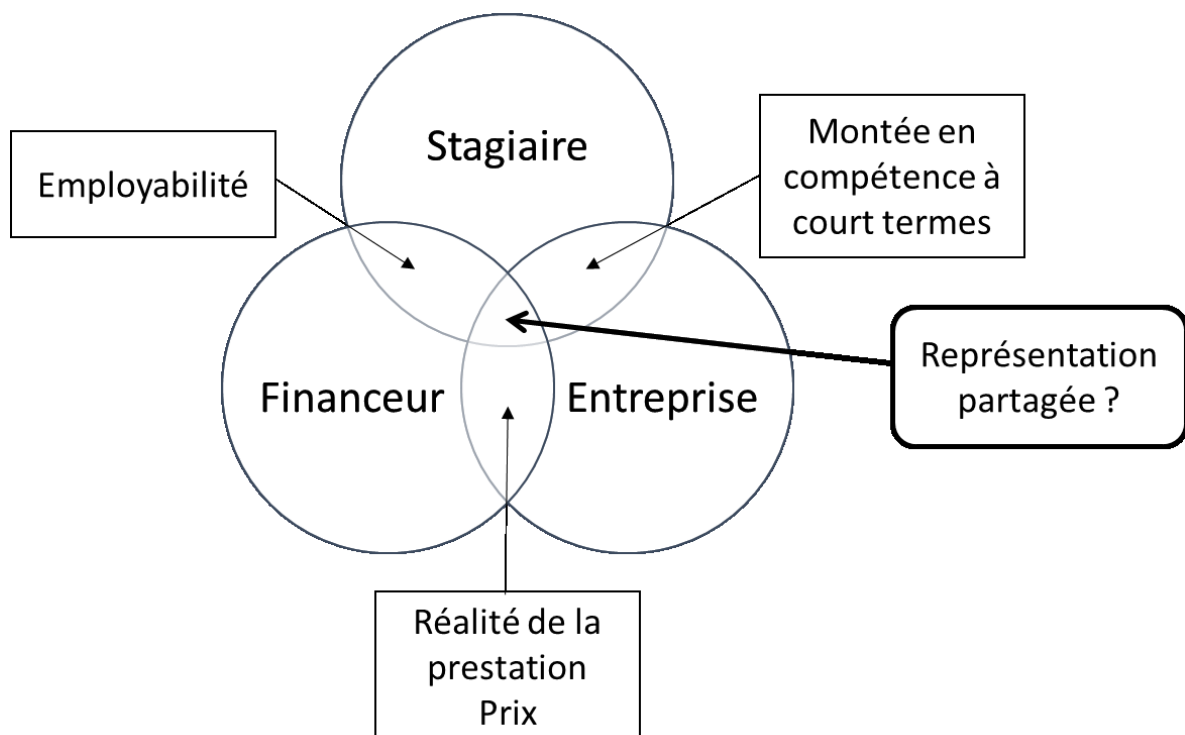 Stagiaire
Employabilité
Montée en
compétence à
court termes
Financeur
Entreprise
Représentation
partagée ?
Réalité de la
prestation
Prix